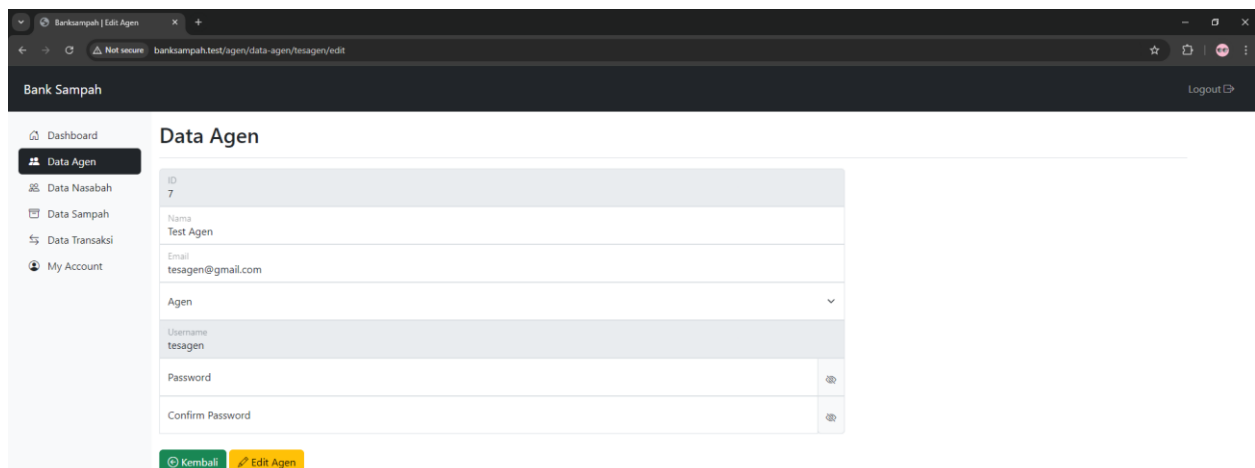 Banksampah | Edit Agen
Not secure banksampah.test/agen/data-agen/tesagen/edit
Bank Sampah
Logout
Dashboard
Data Agen
Data Nasabah
Data Sampah
Data Transaksi
My Account
Data Agen
ID
7
Nama
Test Agen
Email
tesagen@gmail.com
Agen
Username
tesagen
Password
Confirm Password
Kembali
Edit Agen